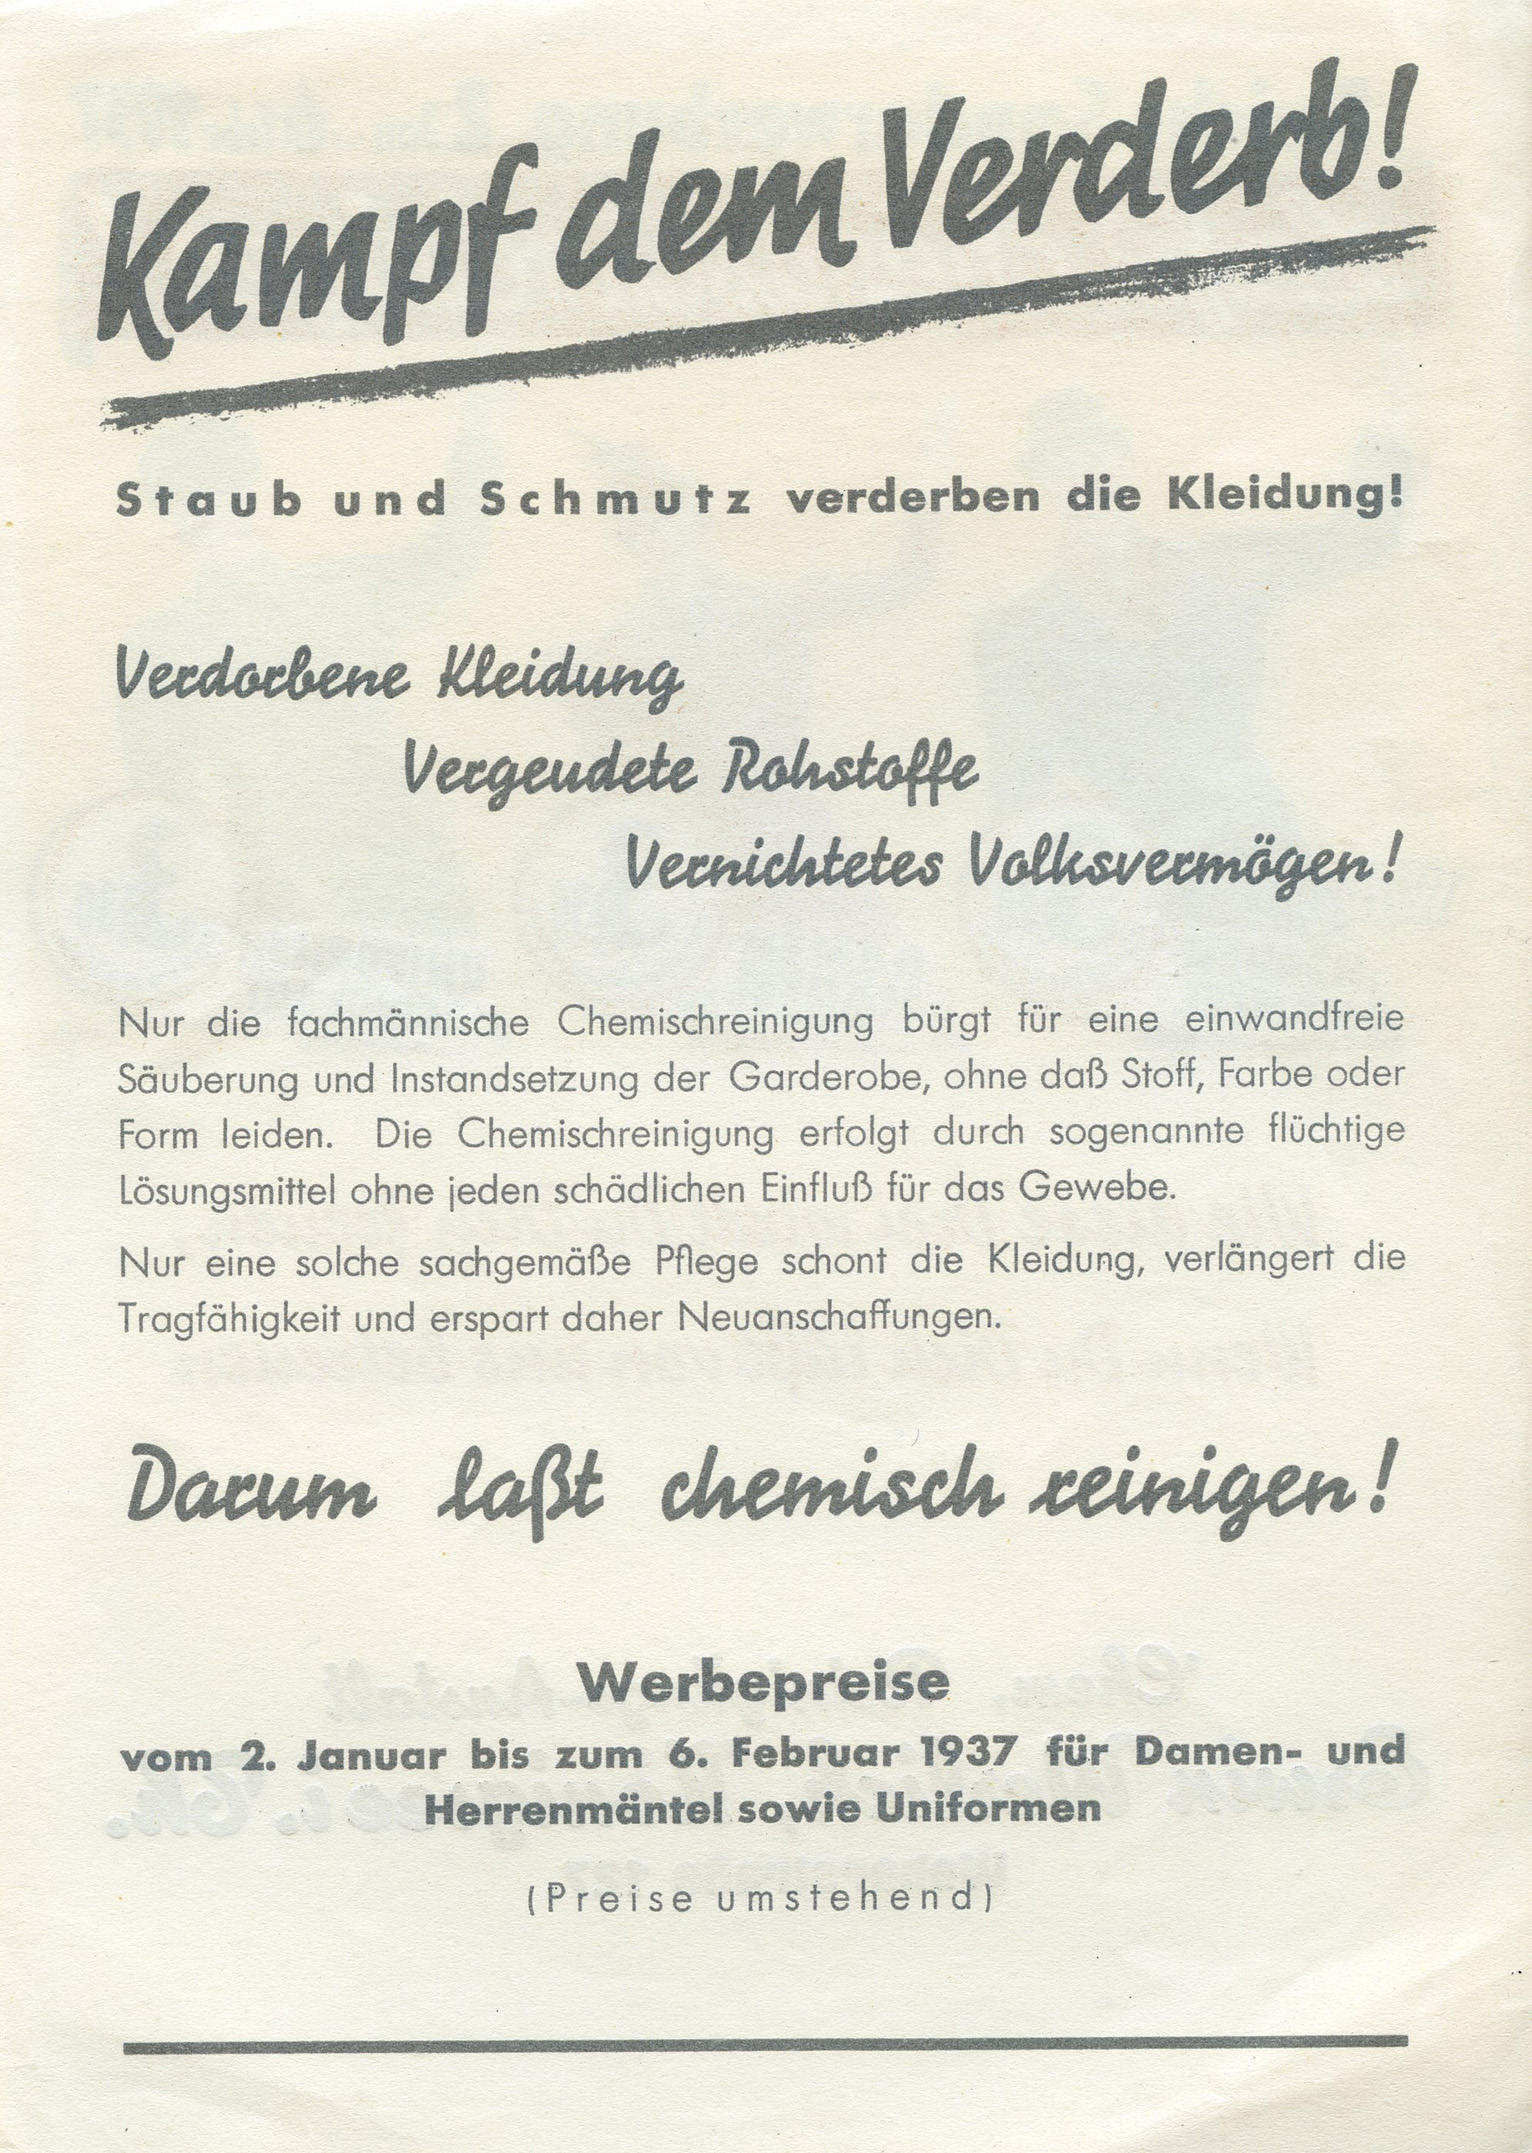 Kampf dem Verderb!
Staub und Schmutz verderben die Kleidung!
Verdorbene Kleidung
Vergeudete Rohstoffe
Vernichtetes Volksvermögen!
Nur die fachmännische Chemischreinigung bürgt für eine einwandfreie
Säuberung und Instandsetzung der Garderobe, ohne daß Stoff, Farbe oder
Form leiden. Die Chemischreinigung erfolgt durch sogenannte flüchtige
Lösungsmittel ohne jeden schädlichen Einfluß für das Gewebe.
Nur eine solche sachgemäße Pflege schont die Kleidung, verlängert die
Tragfähigkeit und erspart daher Neuanschaffungen.
Darum laßt chemisch reinigen!
Werbepreise
vom 2. Januar bis zum 6. Februar 1937 für Damen- und
Herrenmäntel sowie Uniformen
(Preise umstehend)